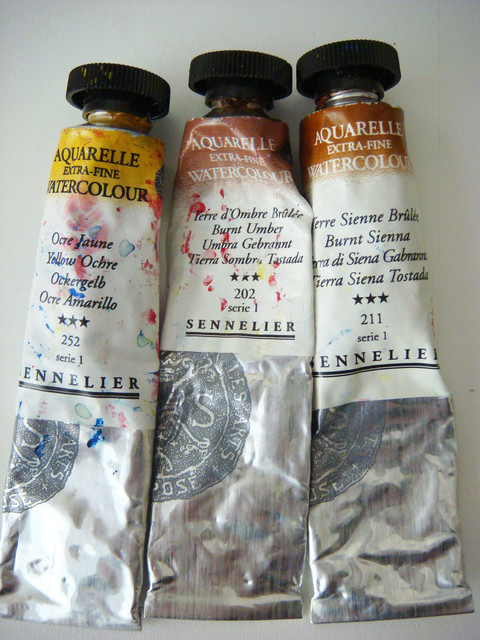 AQUARELLE
EXTRA-FINE
WATERCOLOUR
Ocre Jaune
Yellow Ochre
Ockergelb
Ocre Amarillo
★★★
252
serie 1
SENNELIER
AQUARELLE
EXTRA-FINE
WATERCOLOUR
Terre d'Ombre Brûlée
Burnt Umber
Umbra Gebrannt
Tierra Sombra Tostada
★★★
202
serie 1
SENNELIER
AQUARELLE
EXTRA-FINE
WATERCOLOUR
Terre Sienne Brûlée
Burnt Sienna
Terra di Siena Gabrannt
Tierra Siena Tostada
★★★
211
serie 1
SENNELIER